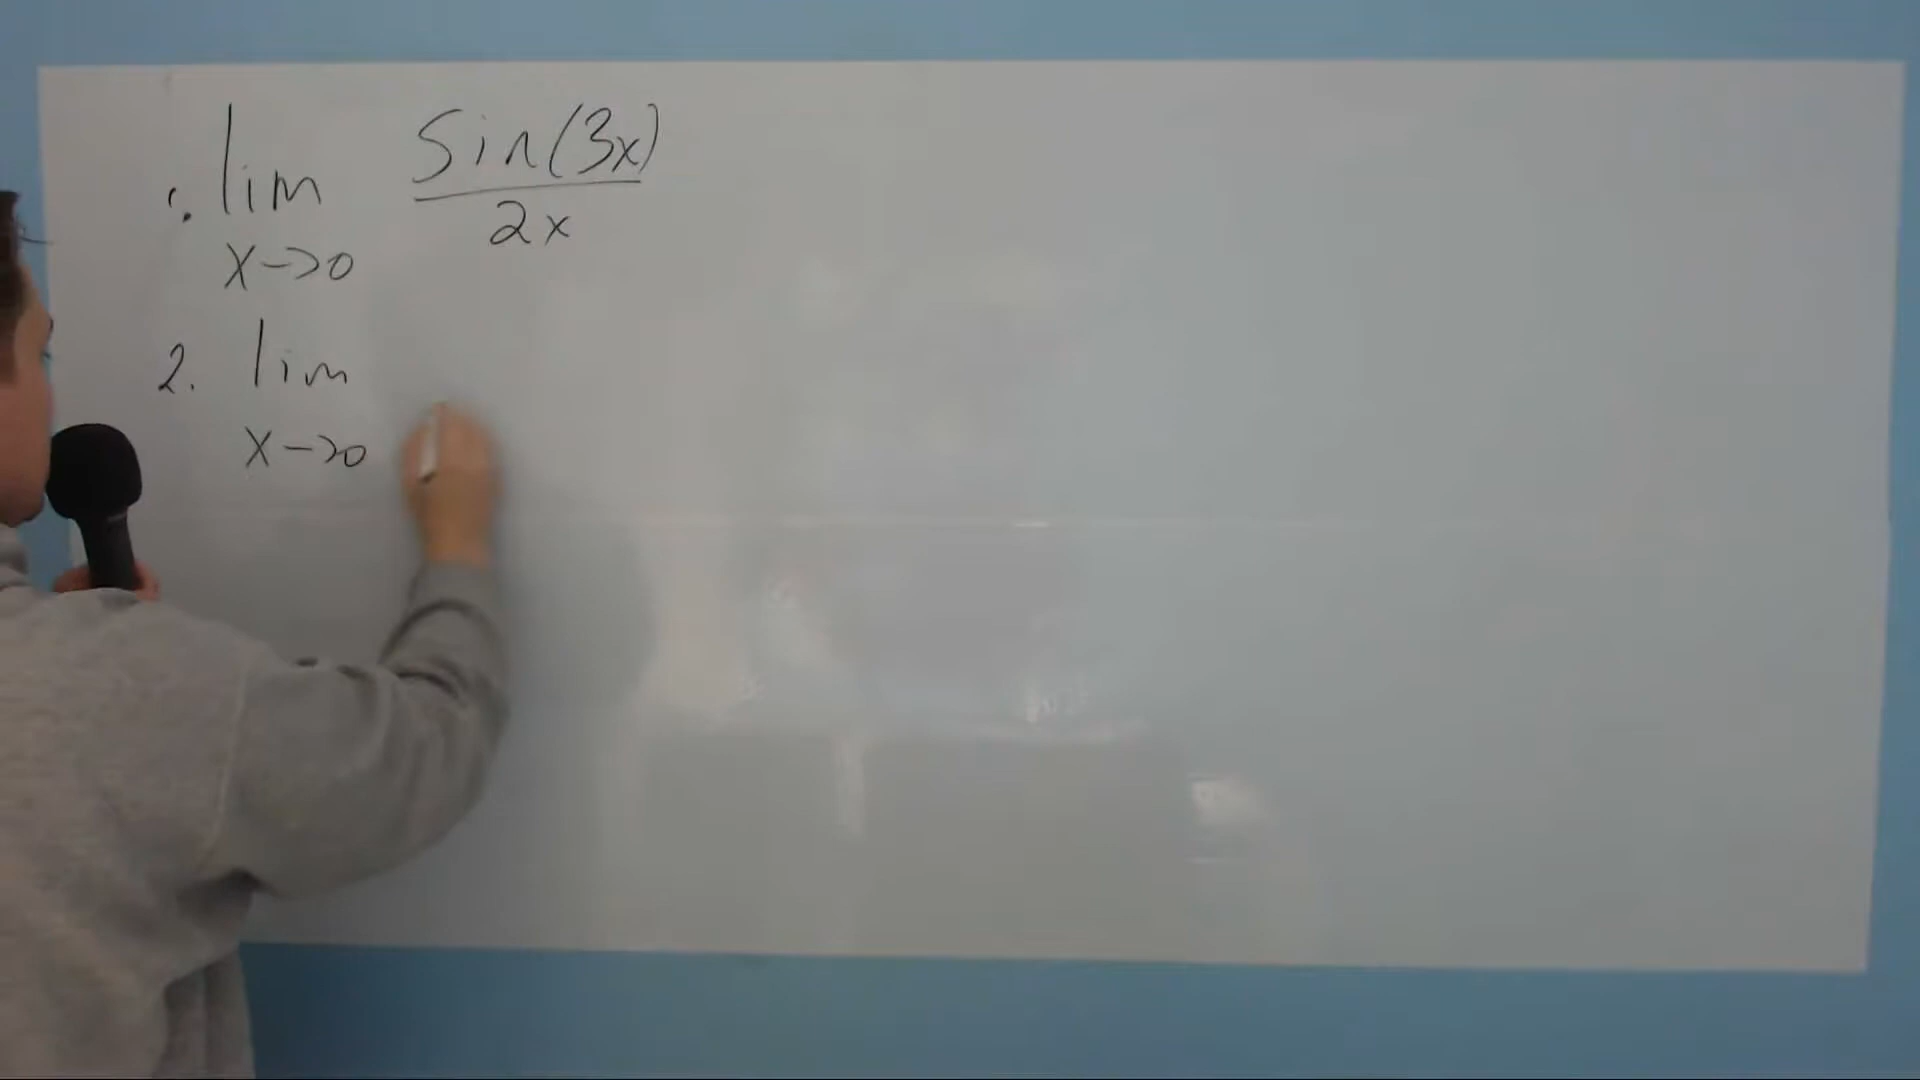 1. lim sin(3x)
x->0 2x
2. lim
x->0